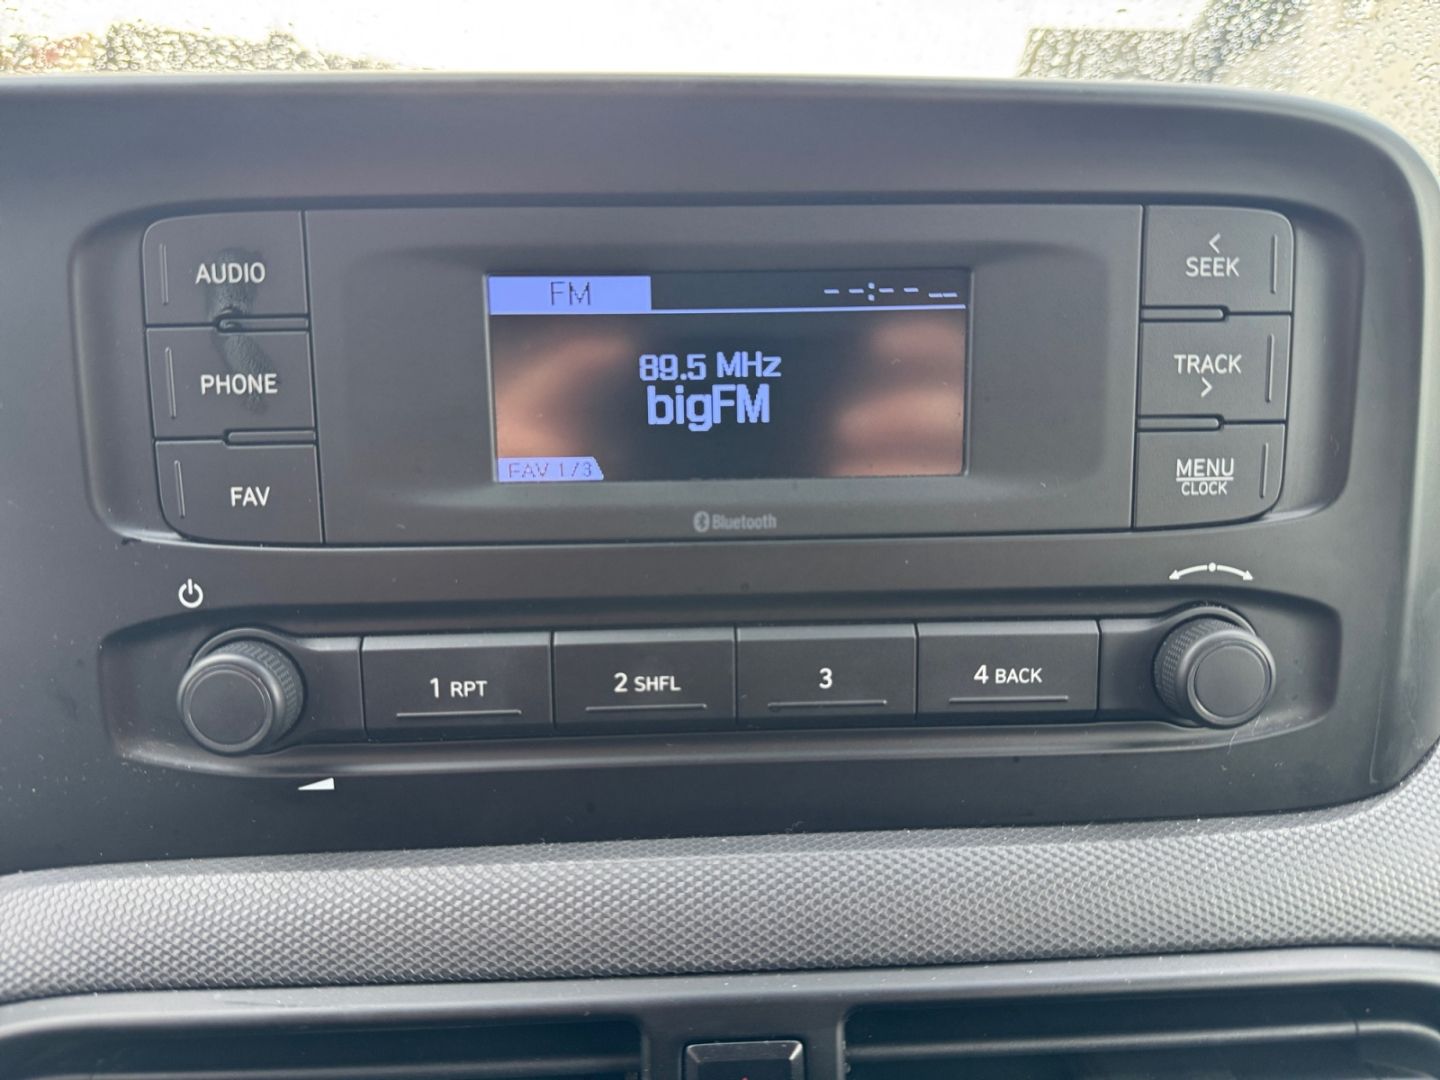 AUDIO
PHONE
FAV
FM
--:-- --
89.5 MHz
bigFM
FAV 1/3
Bluetooth
<
SEEK
TRACK
>
MENU
CLOCK
1 RPT
2 SHFL
3
4 BACK